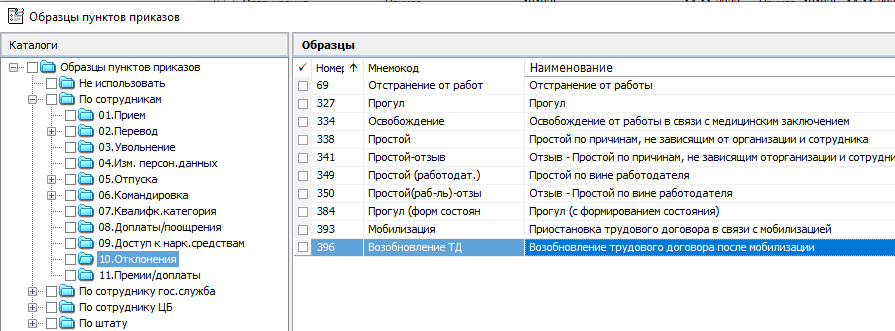 Образцы пунктов приказов
Каталоги
Образцы пунктов приказов
Не использовать
По сотрудникам
01.Прием
02.Перевод
03.Увольнение
04.Изм. персон.данных
05.Отпуска
06.Командировка
07.Квалифк.категория
08.Доплаты/поощрения
09.Доступ к нарк.средствам
10.Отклонения
11.Премии/доплаты
По сотруднику гос.служба
По сотруднику ЦБ
По штату
Образцы
Номер Мнемокод Наименование
69 Отстранение от работ Отстранение от работы
327 Прогул Прогул
334 Освобождение Освобождение от работы в связи с медицинским заключением
338 Простой Простой по причинам, не зависящим от организации и сотрудника
341 Простой-отзыв Отзыв - Простой по причинам, не зависящим оторганизации и сотрудни
349 Простой (работодат.) Простой по вине работодателя
350 Простой(раб-ль)-отзы Отзыв - Простой по вине работодателя
384 Прогул (форм состоян Прогул (с формированием состояния)
393 Мобилизация Приостановка трудового договора в связи с мобилизацией
396 Возобновление ТД Возобновление трудового договора после мобилизации